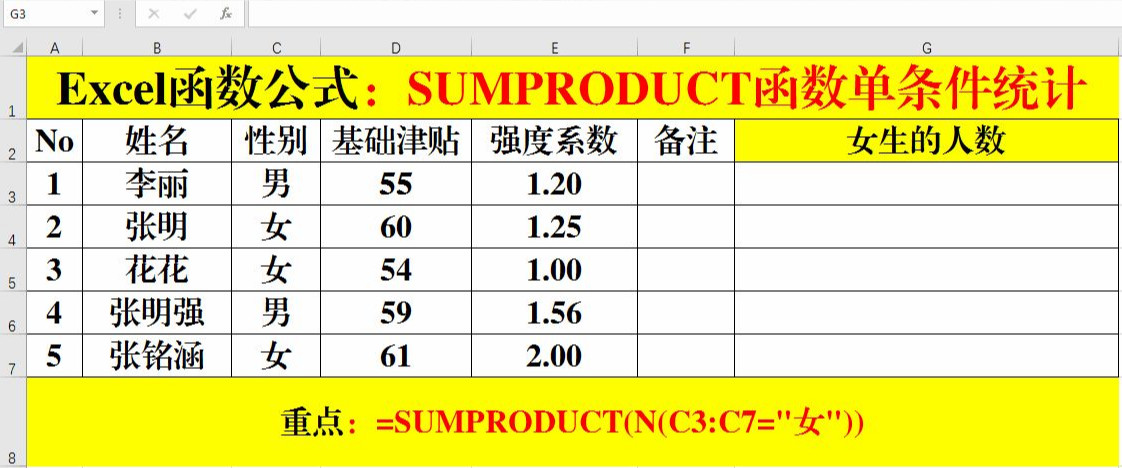 G3 fx
A B C D E F G
1 Excel函数公式：SUMPRODUCT函数单条件统计
2 No 姓名 性别 基础津贴 强度系数 备注 女生的人数
3 1 李丽 男 55 1.20
4 2 张明 女 60 1.25
5 3 花花 女 54 1.00
6 4 张明强 男 59 1.56
7 5 张铭涵 女 61 2.00
8 重点：=SUMPRODUCT(N(C3:C7="女"))